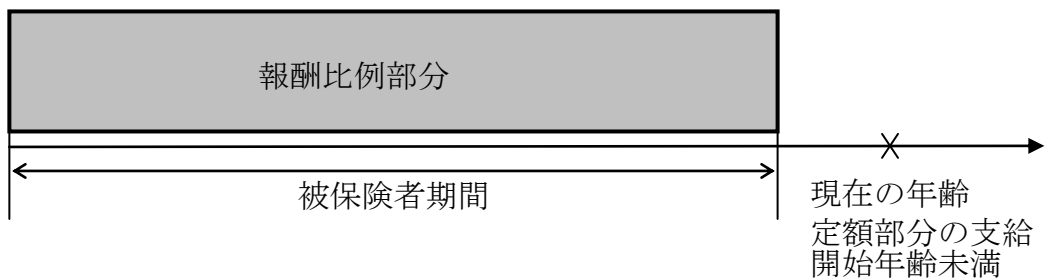 報酬比例部分
被保険者期間
現在の年齢
定額部分の支給
開始年齢未満